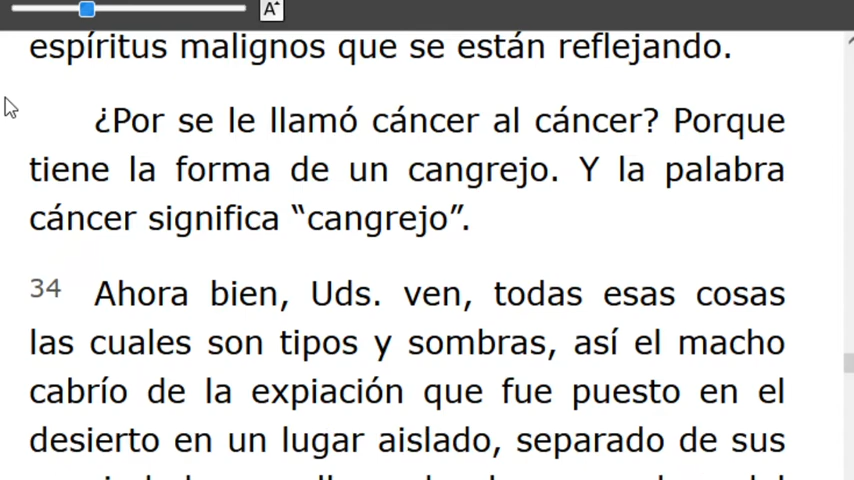 A
espíritus malignos que se están reflejando.
¿Por se le llamó cáncer al cáncer? Porque
tiene la forma de un cangrejo. Y la palabra
cáncer significa “cangrejo”.
34 Ahora bien, Uds. ven, todas esas cosas
las cuales son tipos y sombras, así el macho
cabrío de la expiación que fue puesto en el
desierto en un lugar aislado, separado de sus